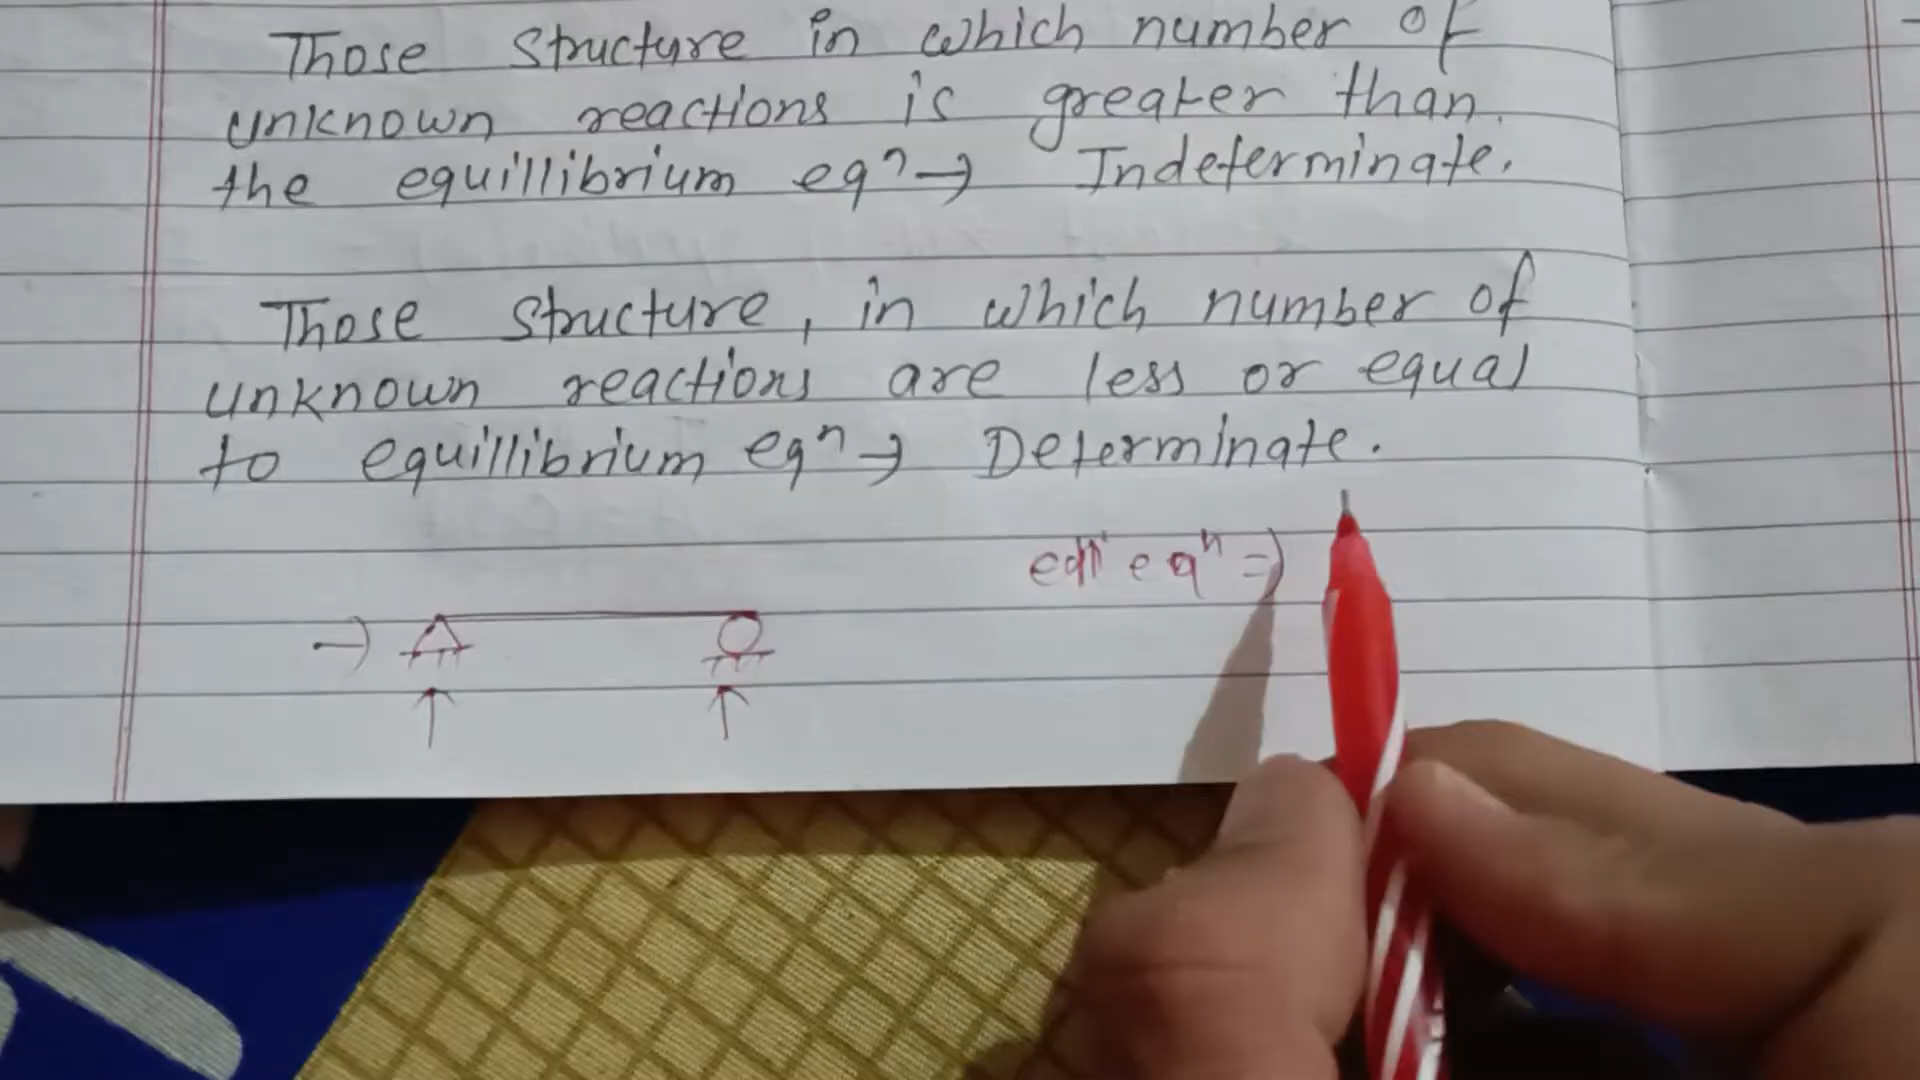 Those Structure in which number of
unknown reactions is greater than
the equillibrium eqⁿ → Indeterminate.
Those Structure, in which number of
unknown reactions are less or equal
to equillibrium eqⁿ → Determinate.
eqⁿ ⇒